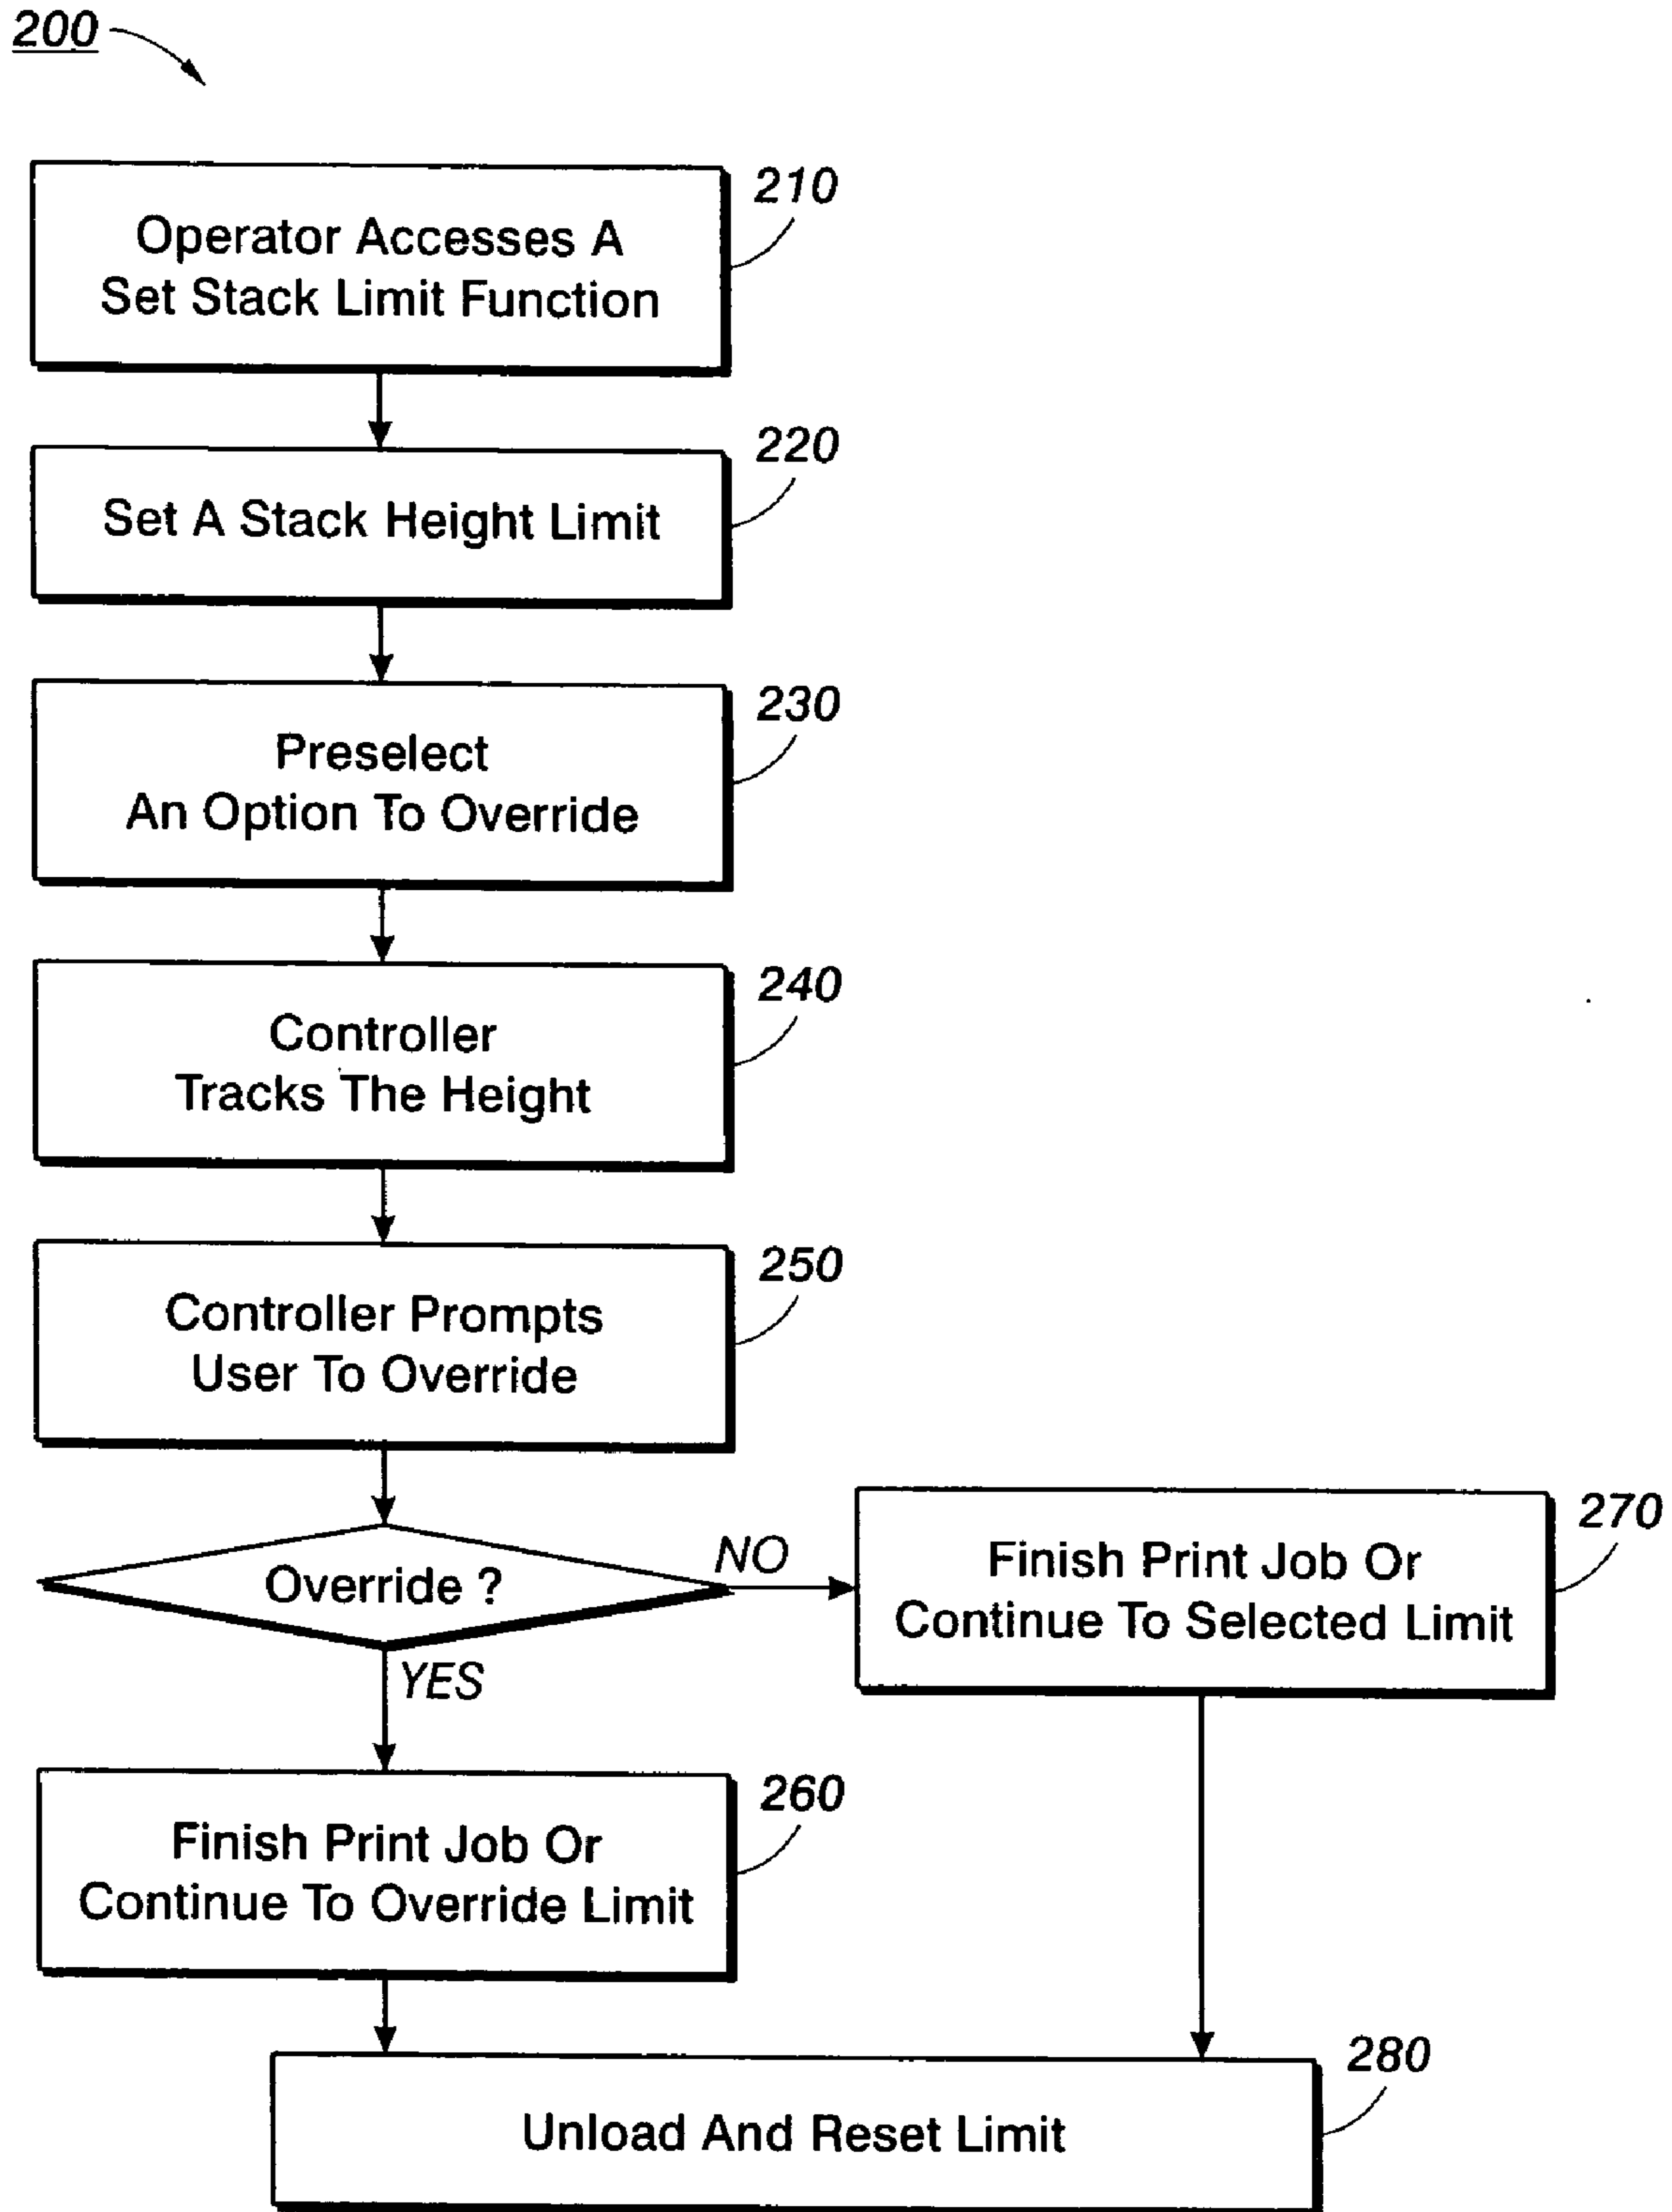 200
210
Operator Accesses A
Set Stack Limit Function
220
Set A Stack Height Limit
230
Preselect
An Option To Override
240
Controller
Tracks The Height
250
Controller Prompts
User To Override
Override ?
NO
270
Finish Print Job Or
Continue To Selected Limit
YES
260
Finish Print Job Or
Continue To Override Limit
280
Unload And Reset Limit